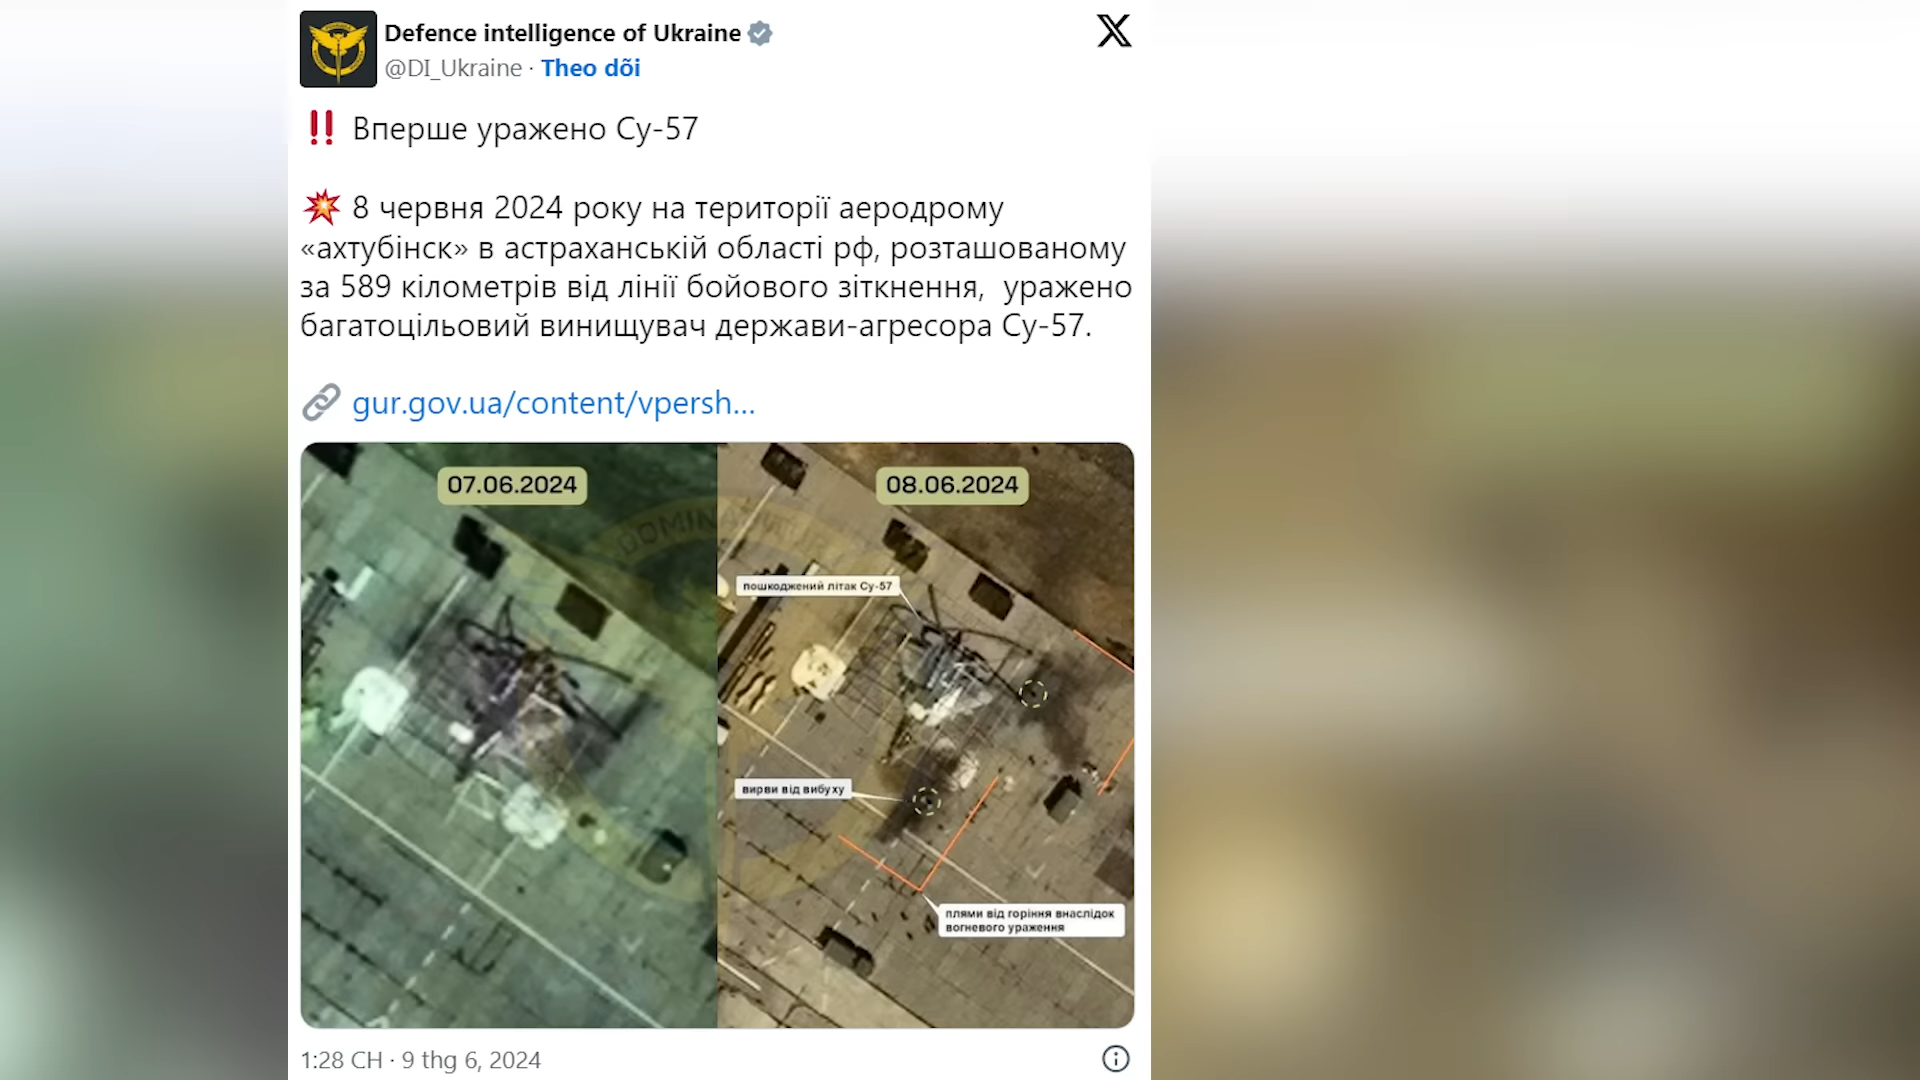 Defence intelligence of Ukraine
@DI_Ukraine · Theo dõi
‼ Вперше уражено Су-57
💥 8 червня 2024 року на території аеродрому
«ахтубінск» в астраханській області рф, розташованому
за 589 кілометрів від лінії бойового зіткнення, уражено
багатоцільовий винищувач держави-агресора Су-57.
🔗 gur.gov.ua/content/vpersh...
07.06.2024
08.06.2024
пошкоджений літак Су-57
вирви від вибуху
плями від горіння внаслідок
вогневого ураження
1:28 CH · 9 thg 6, 2024